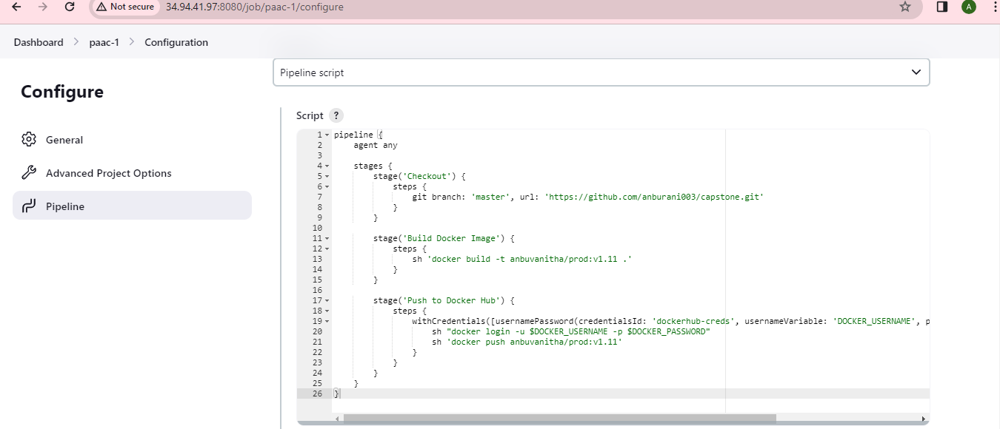 Not secure 34.94.41.97:8080/job/paac-1/configure A
Dashboard paac-1 Configuration
Configure
General
Advanced Project Options
Pipeline
Pipeline script
Script ?
1 pipeline {
2 agent any
3
4 stages {
5 stage('Checkout') {
6 steps {
7 git branch: 'master', url: 'https://github.com/anburani003/capstone.git'
8 }
9 }
10
11 stage('Build Docker Image') {
12 steps {
13 sh 'docker build -t anbuvanitha/prod:v1.11 .'
14 }
15 }
16
17 stage('Push to Docker Hub') {
18 steps {
19 withCredentials([usernamePassword(credentialsId: 'dockerhub-creds', usernameVariable: 'DOCKER_USERNAME', p
20 sh "docker login -u $DOCKER_USERNAME -p $DOCKER_PASSWORD"
21 sh 'docker push anbuvanitha/prod:v1.11'
22 }
23 }
24 }
25 }
26 }